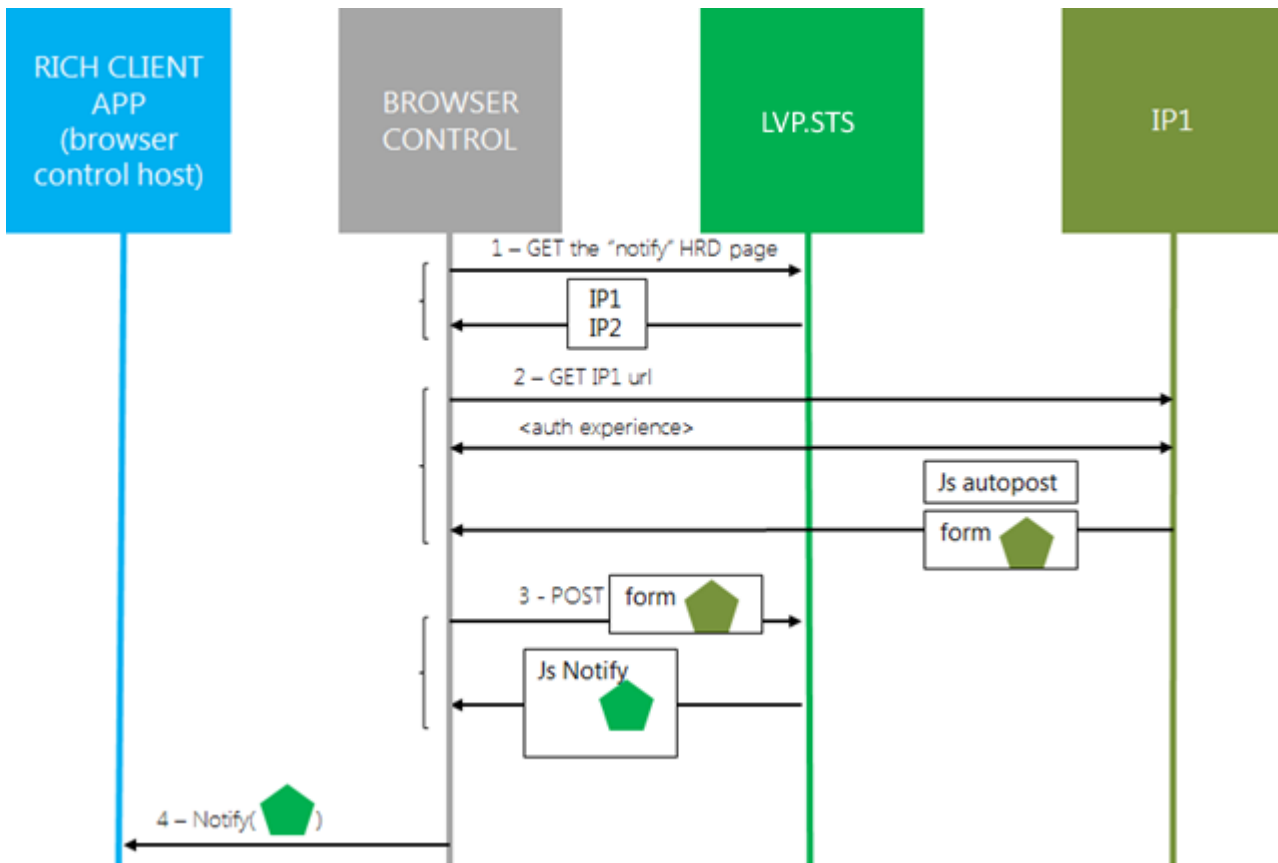 RICH CLIENT
APP
(browser
control host)
BROWSER
CONTROL
LVP.STS
IP1
1 – GET the “notify” HRD page
IP1
IP2
2 – GET IP1 url
<auth experience>
Js autopost
form
3 - POST
form
Js Notify
4 – Notify( )